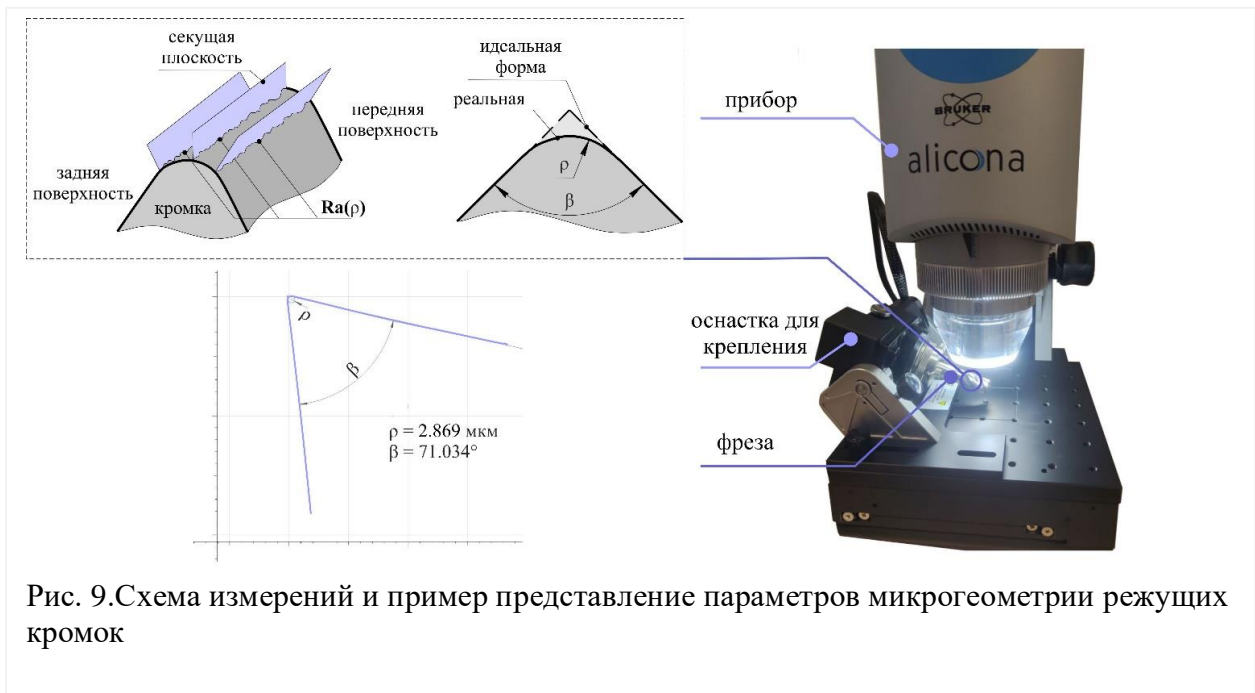 секущая
плоскость
передняя
поверхность
задняя
поверхность
кромка
Ra(ρ)
идеальная
форма
реальная
ρ
β
ρ
β
ρ = 2.869 мкм
β = 71.034°
прибор
BRUKER
alicona
оснастка для
крепления
фреза
Рис. 9.Схема измерений и пример представление параметров микрогеометрии режущих
кромок